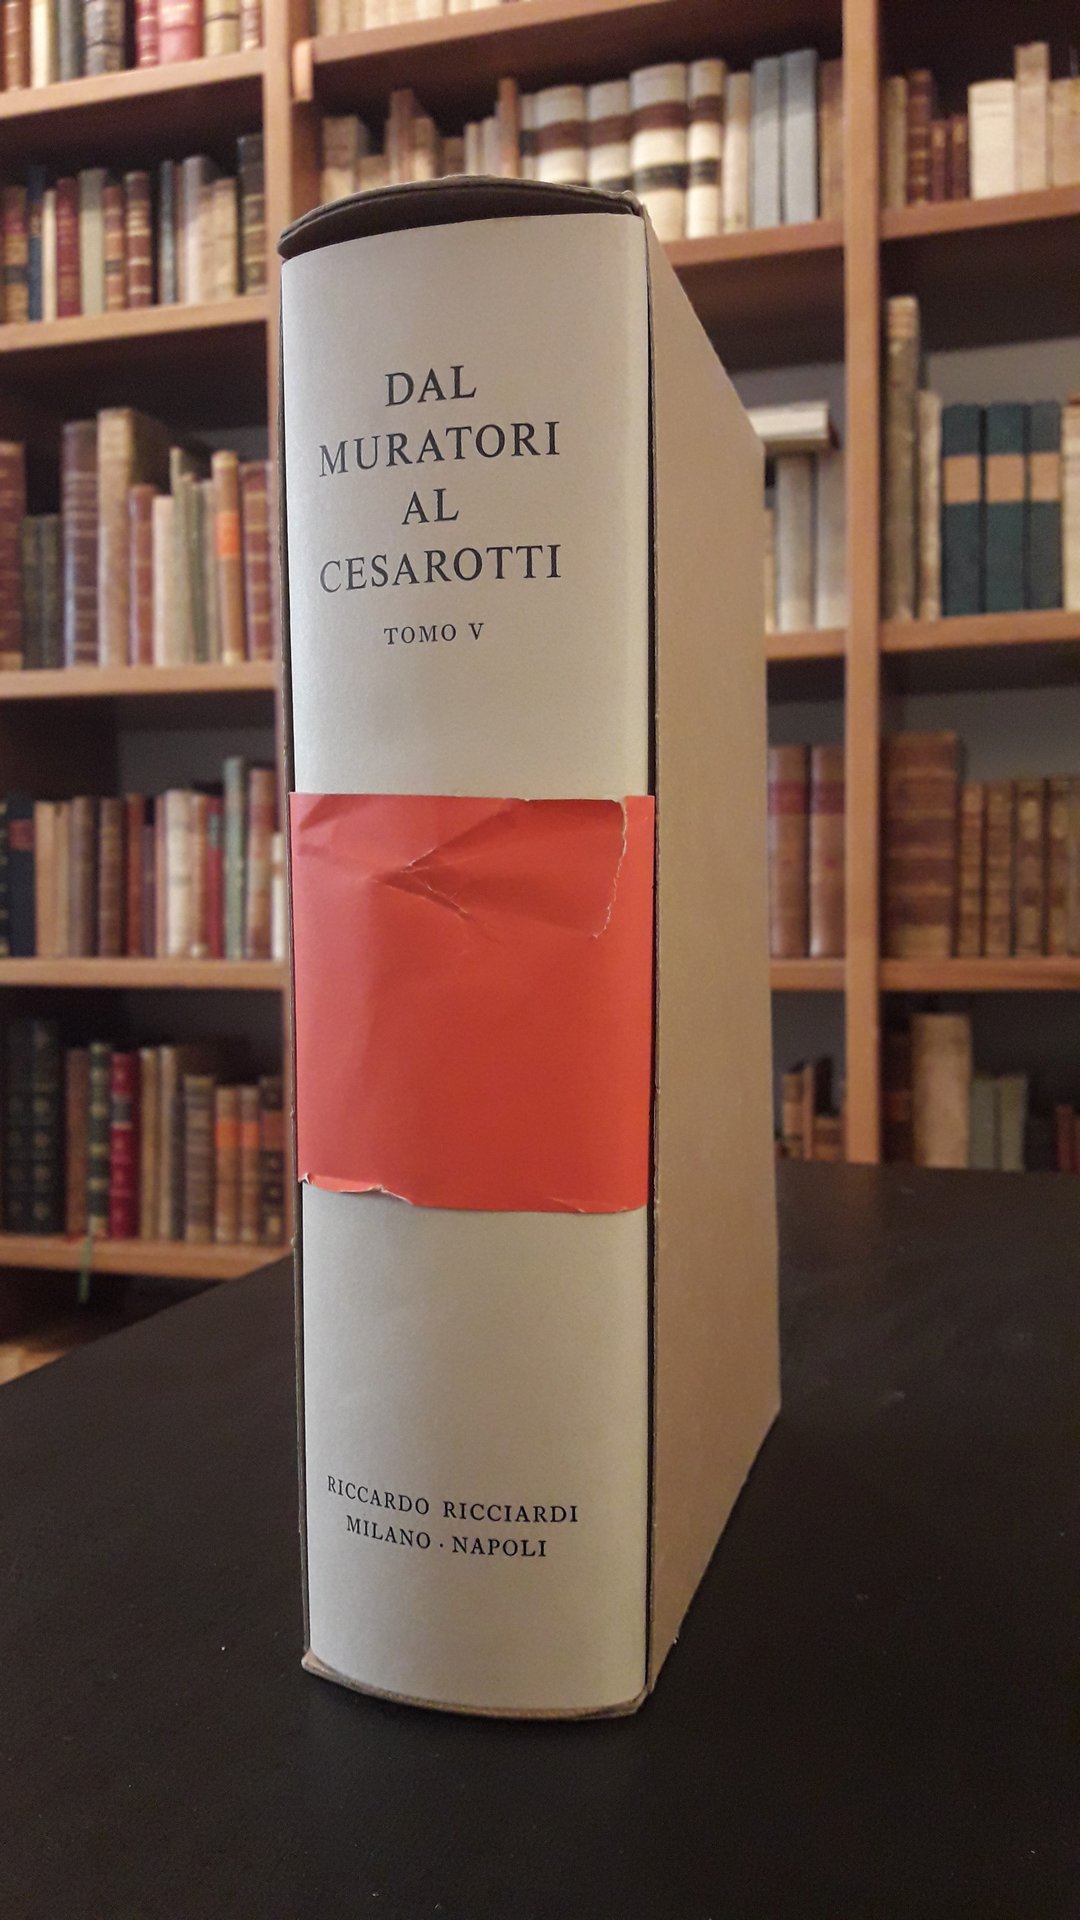 DAL
MURATORI
AL
CESAROTTI
TOMO V
RICCARDO RICCIARDI
MILANO · NAPOLI